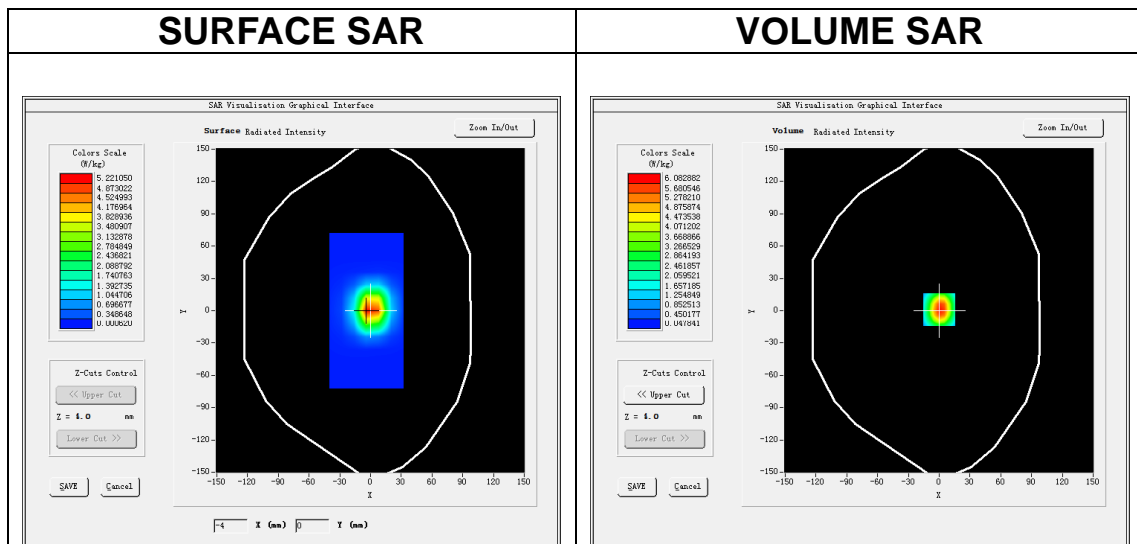 SURFACE SAR
VOLUME SAR
SAR Visualisation Graphical Interface
Surface Radiated Intensity
Zoom In/Out
Colors Scale
(W/kg)
5.221050
4.873022
4.524993
4.176964
3.828936
3.480907
3.132878
2.784849
2.436821
2.088792
1.740763
1.392735
1.044706
0.696677
0.348648
0.000620
150
120
90
60
30
0
-30
-60
-90
-120
-150
Y
-150 -120 -90 -60 -30 0 30 60 90 120 150
X
Z-Cuts Control
<< Upper Cut
Z = 4.0 mm
Lower Cut >>
SAVE Cancel
-4 X (mm) 0 Y (mm)
SAR Visualisation Graphical Interface
Volume Radiated Intensity
Zoom In/Out
Colors Scale
(W/kg)
6.082882
5.680546
5.278210
4.875874
4.473538
4.071202
3.668866
3.266529
2.864193
2.461857
2.059521
1.657185
1.254849
0.852513
0.450177
0.047841
150
120
90
60
30
0
-30
-60
-90
-120
-150
Y
-150 -120 -90 -60 -30 0 30 60 90 120 150
X
Z-Cuts Control
<< Upper Cut
Z = 4.0 mm
Lower Cut >>
SAVE Cancel